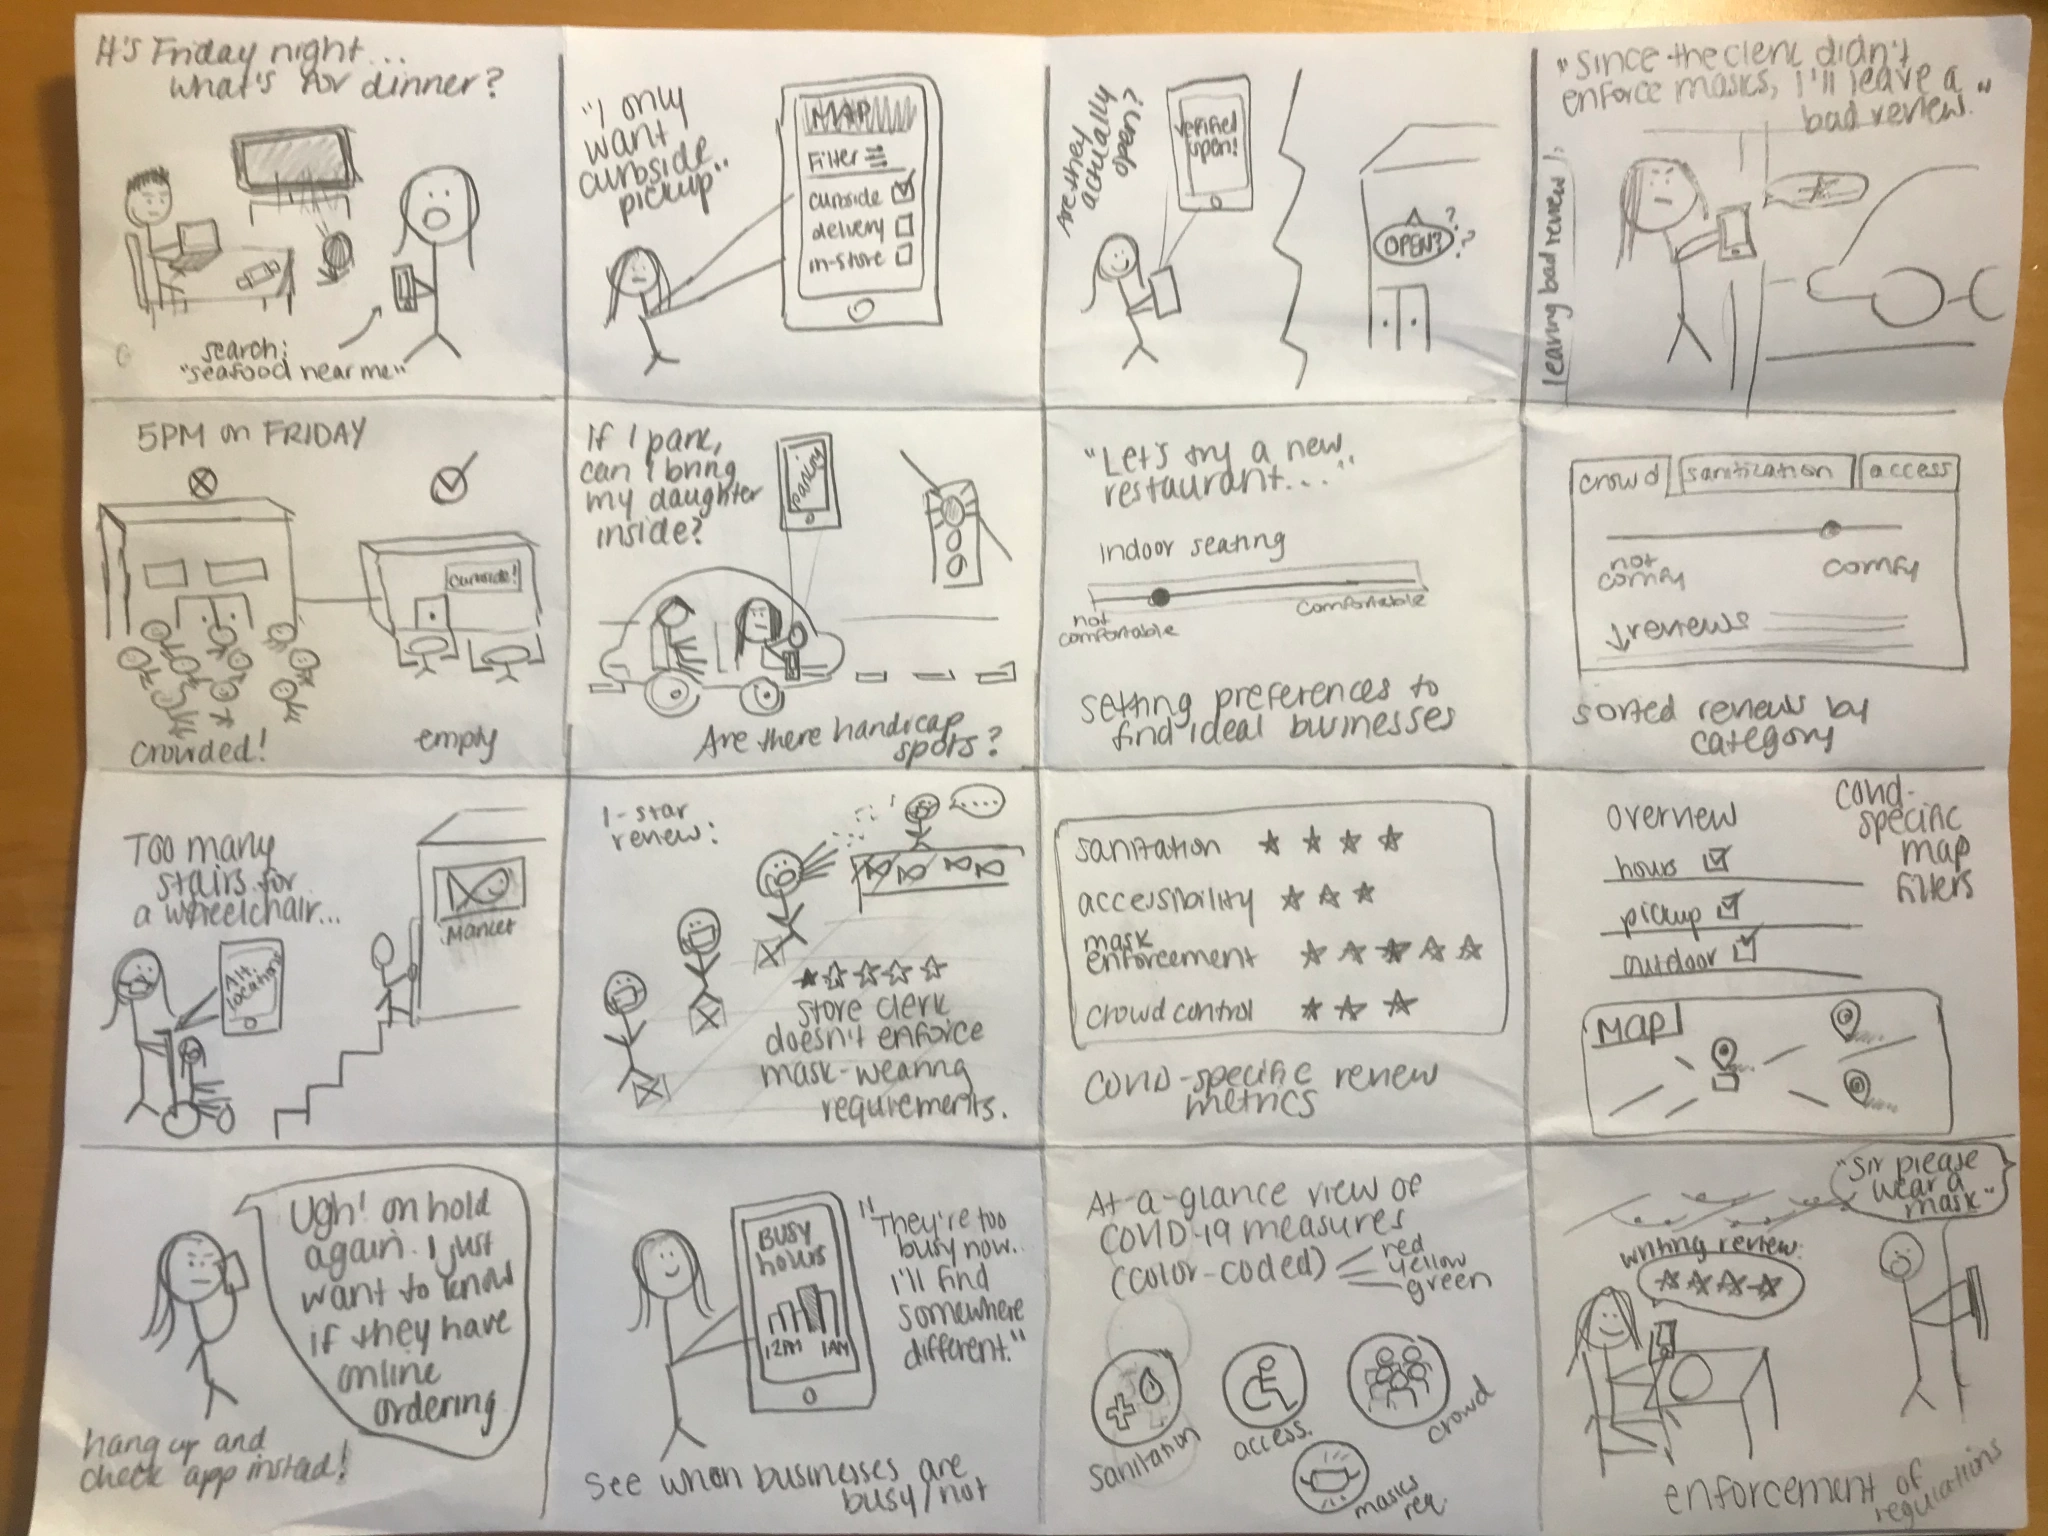 It's Friday night...
what's for dinner?
search:
"seafood near me"
"I only
want
curbside
pickup"
MAP
Filter
curbside
delivery
in-store
Are they
actually
open?
verified
open!
OPEN?
?
?
"Since the clerk didn't
enforce masks, I'll leave a
bad review."
leaving bad review!
5PM on FRIDAY
curbside!
crowded!
empty
If I park,
can I bring
my daughter
inside?
parking
Are there handicap
spots?
"Let's try a new
restaurant..."
indoor seating
not
comfortable
comfortable
setting preferences to
find ideal businesses
crowd
sanitization
access
not
comfy
comfy
↓ reviews
sorted reviews by
category
Too many
stairs for
a wheelchair...
Alt.
locations
Market
1-star
review:
....
store clerk
doesn't enforce
mask-wearing
requirements.
sanitation
accessibility
mask
enforcement
crowd control
COVID-specific review
metrics
overview
hours
pickup
outdoor
COVID-
specific
map
filters
MAP
Ugh! on hold
again. I just
want to know
if they have
online
ordering
hang up and
check app instead!
BUSY
hours
12PM 1AM
"They're too
busy now..
I'll find
somewhere
different."
see when businesses are
busy/not
At-a-glance view of
COVID-19 measures
(color-coded)
red
yellow
green
sanitation
access.
crowd
masks
req.
"Sir please
wear a
mask"
writing review:
enforcement of
regulations